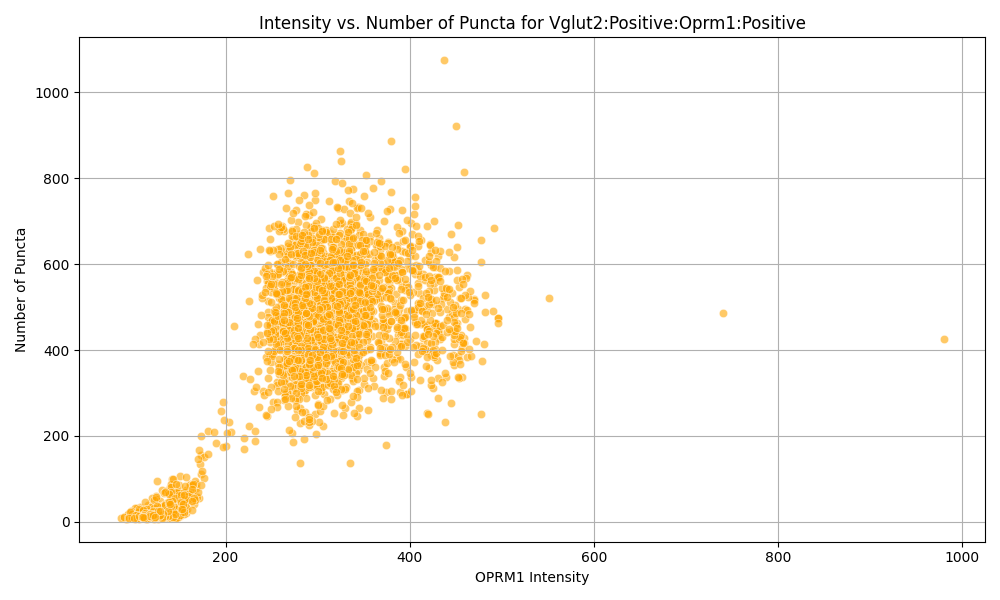 Intensity vs. Number of Puncta for Vglut2:Positive:Oprm1:Positive
Number of Puncta
1000
800
600
400
200
0
200 400 600 800 1000
OPRM1 Intensity